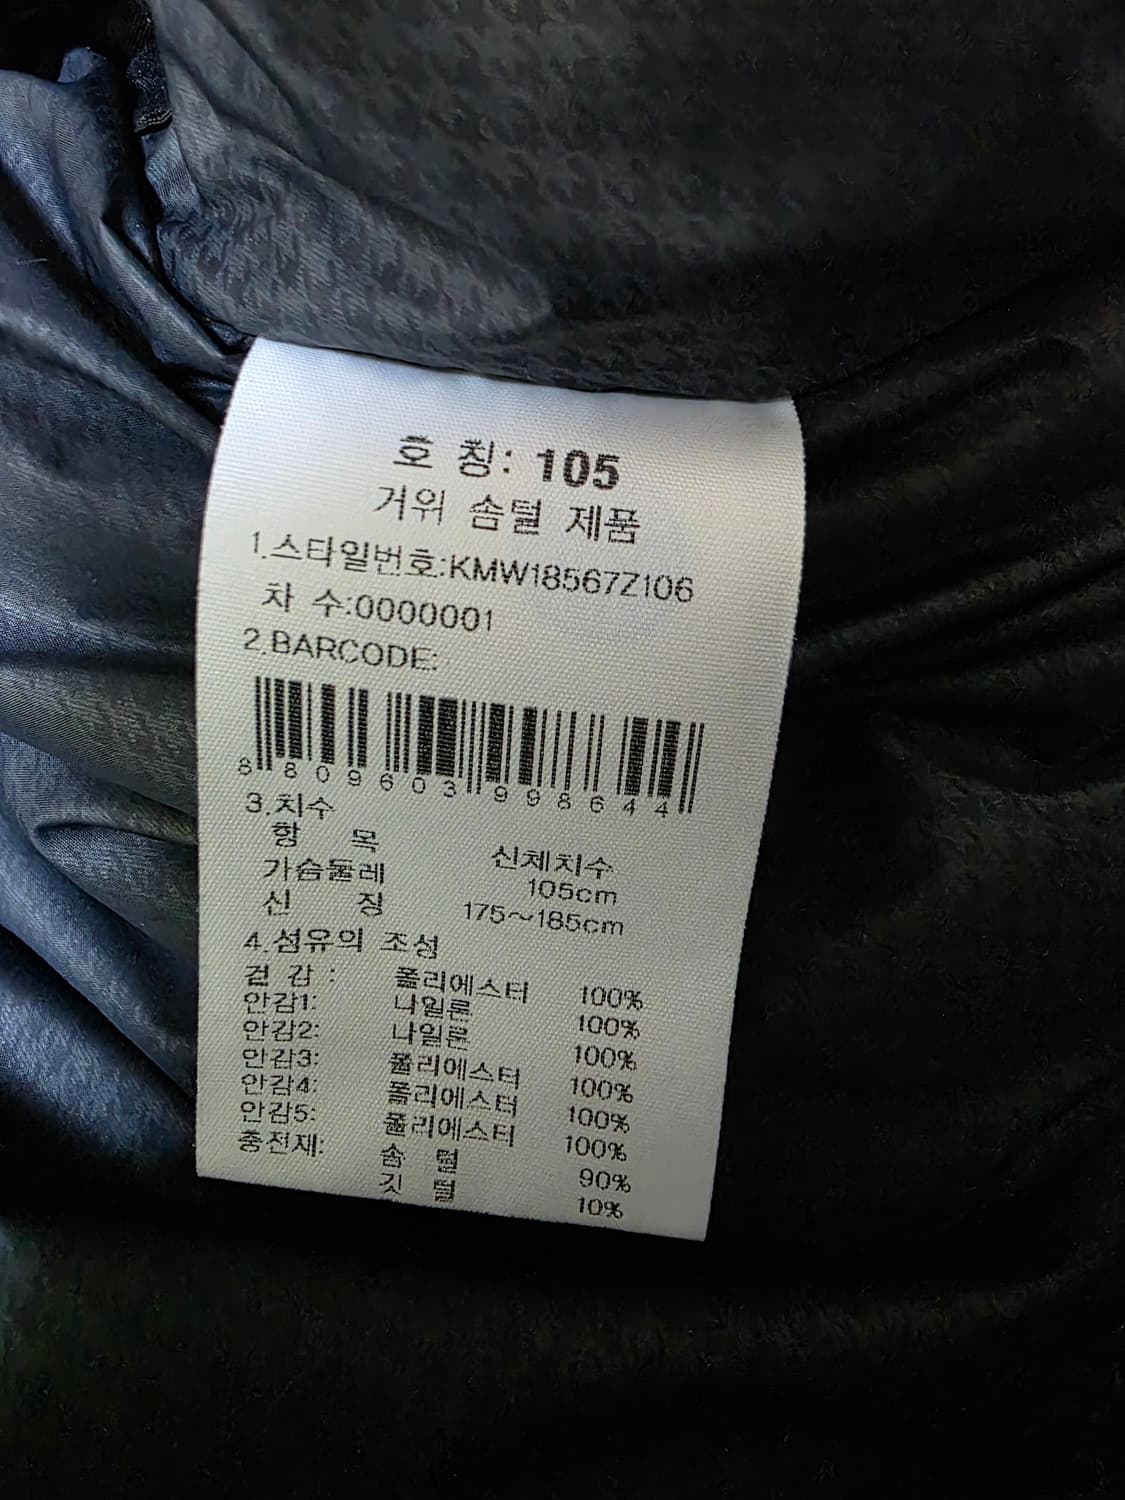 호 칭: 105
거위 솜털 제품
1.스타일번호:KMW18567Z106
차 수:0000001
2.BARCODE:
8 809603 998644
3.치수
항 목 신체치수
가슴둘레 105cm
신 장 175~185cm
4.섬유의 조성
겉 감 : 폴리에스터 100%
안감1: 나일론 100%
안감2: 나일론 100%
안감3: 폴리에스터 100%
안감4: 폴리에스터 100%
안감5: 폴리에스터 100%
충전재: 솜 털 90%
깃 털 10%